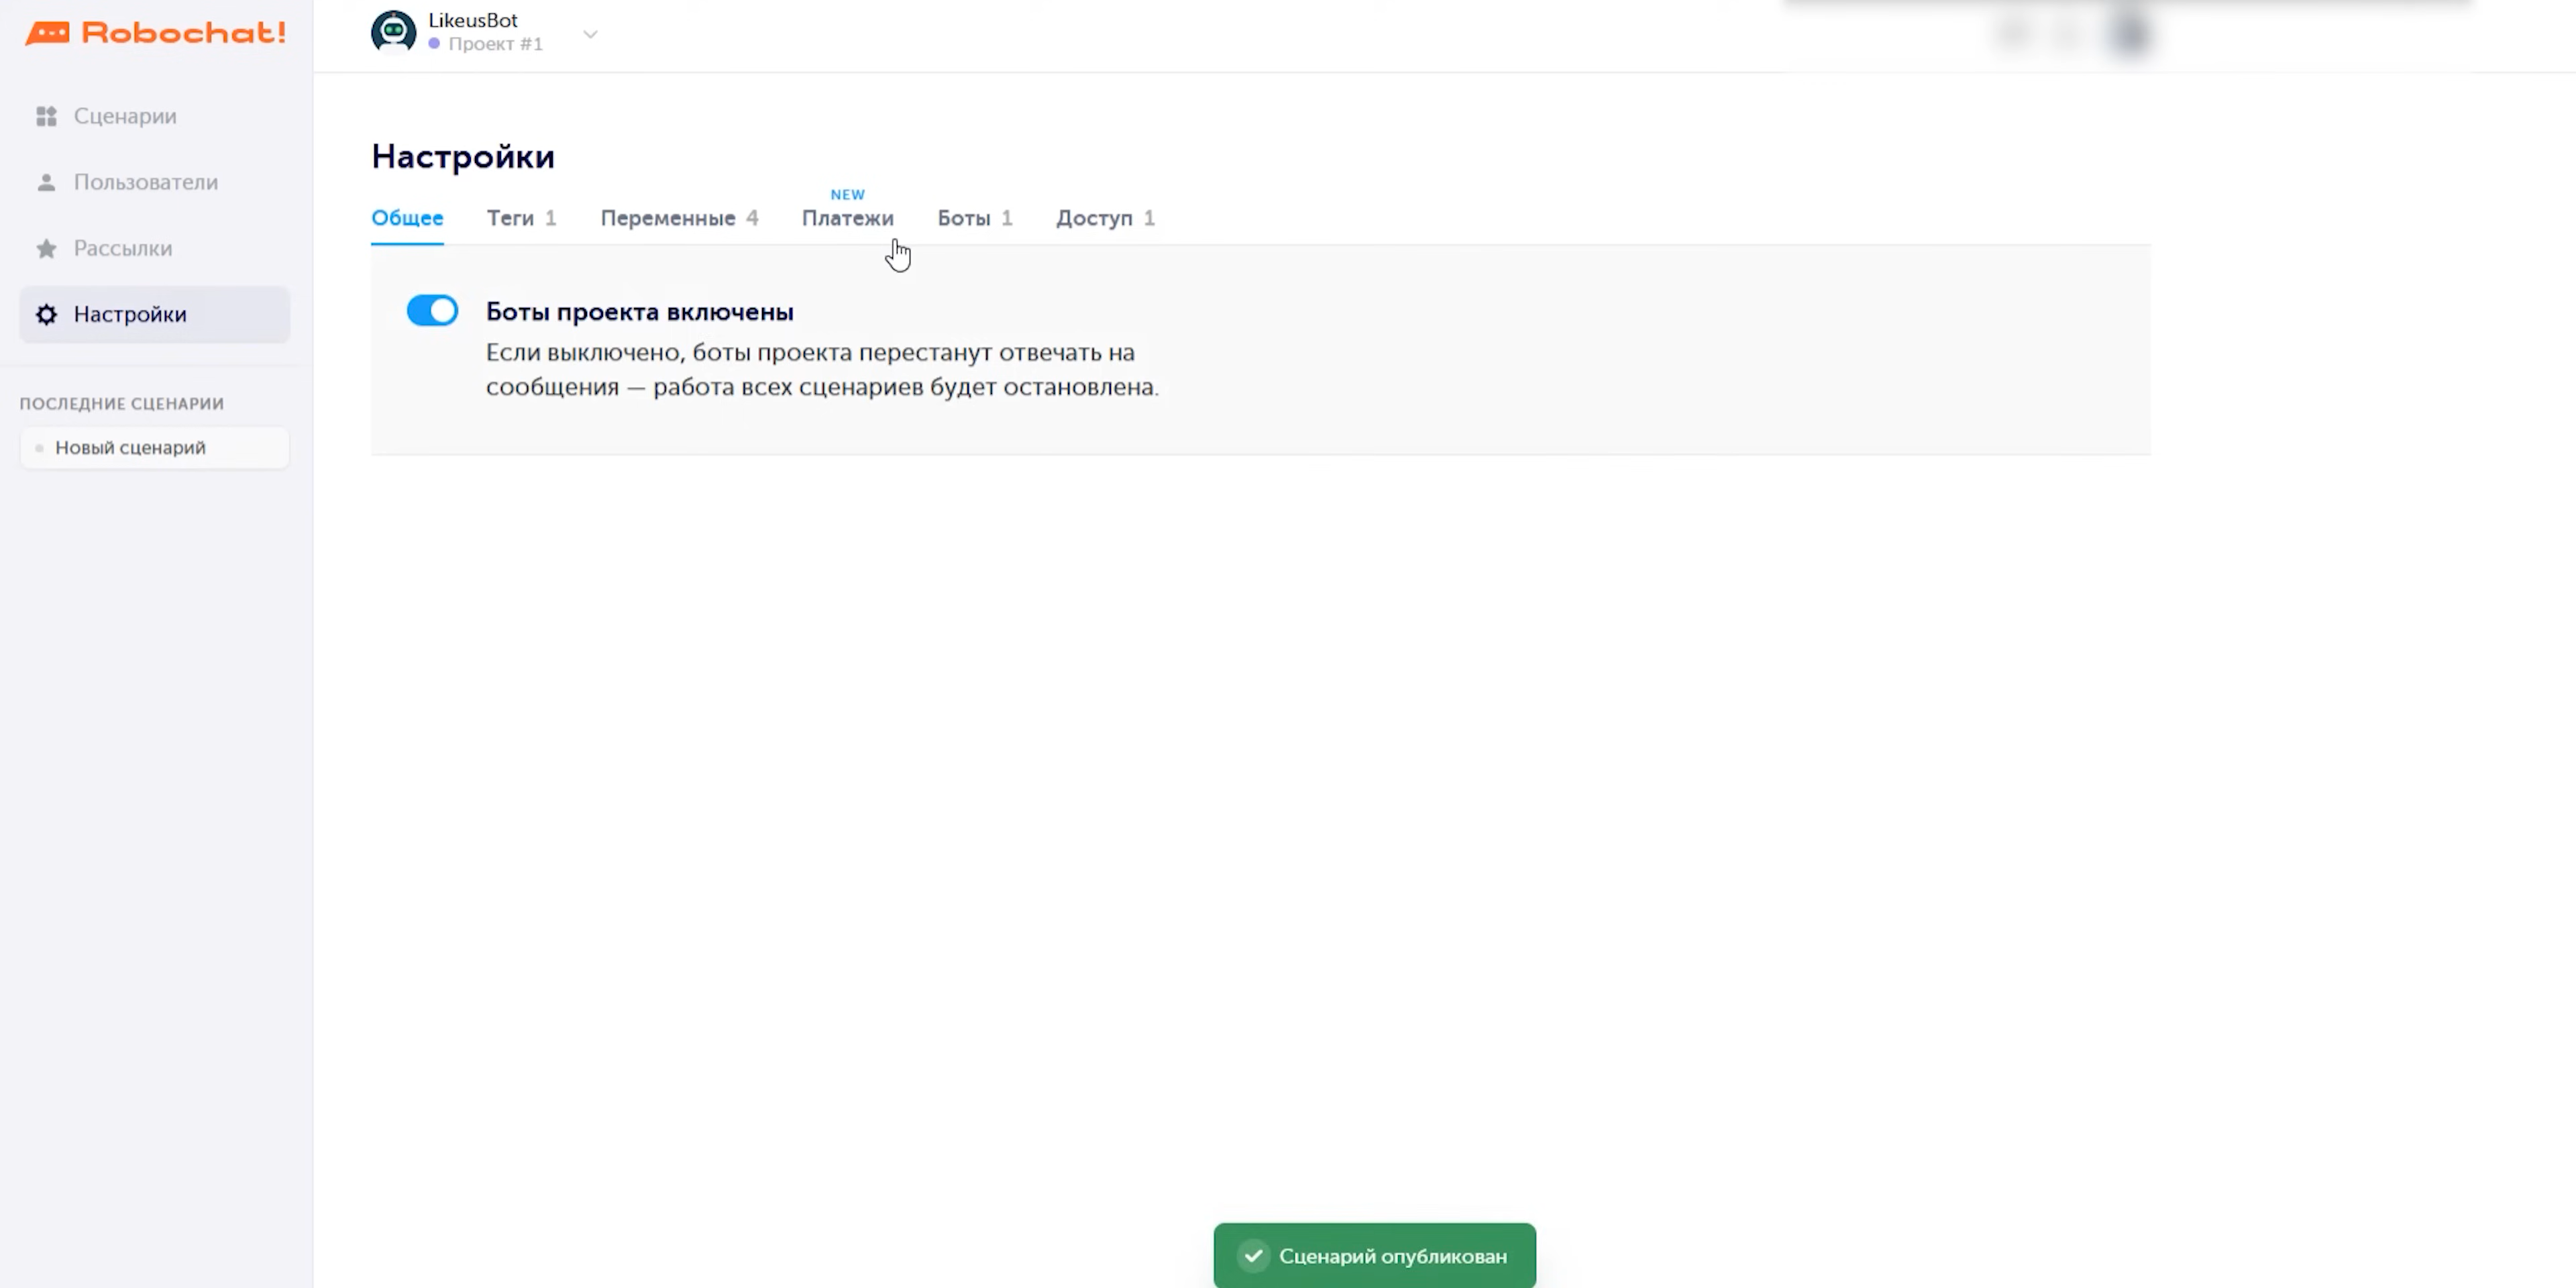 Robochat!
LikeusBot
Проект #1
Сценарии
Пользователи
Рассылки
Настройки
ПОСЛЕДНИЕ СЦЕНАРИИ
Новый сценарий
Настройки
NEW
Общее Теги 1 Переменные 4 Платежи Боты 1 Доступ 1
Боты проекта включены
Если выключено, боты проекта перестанут отвечать на
сообщения — работа всех сценариев будет остановлена.
Сценарий опубликован